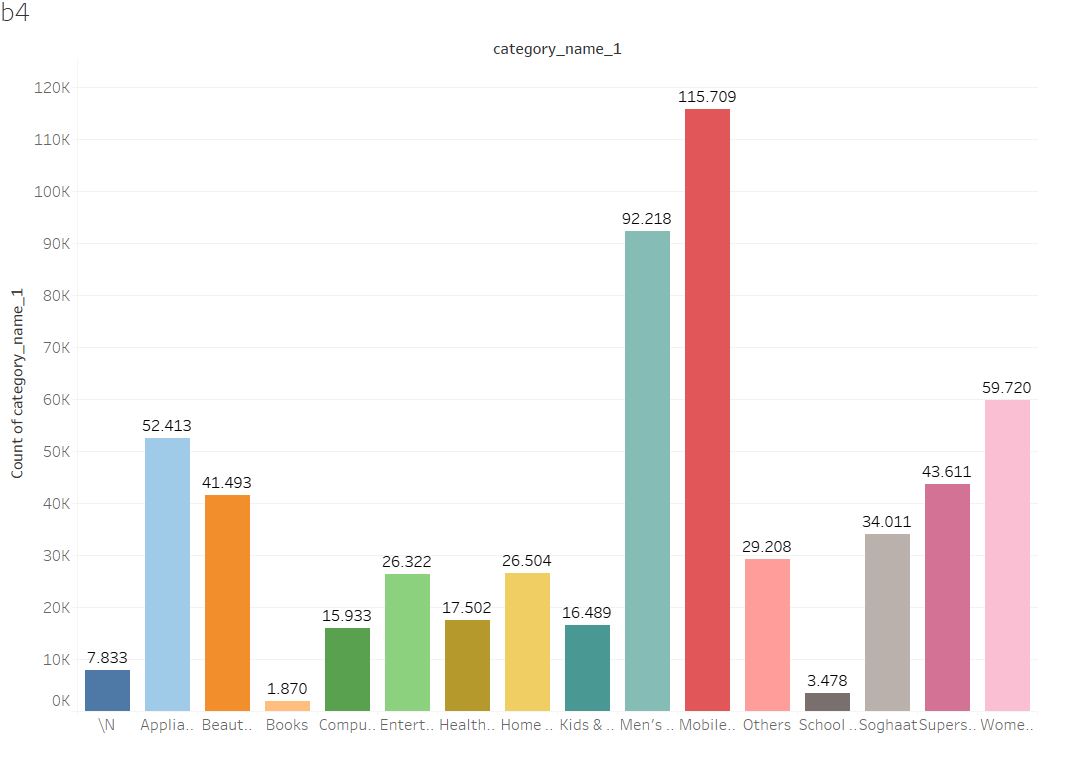 b4
category_name_1
Count of category_name_1
120K
110K
100K
90K
80K
70K
60K
50K
40K
30K
20K
10K
0K
7.833
52.413
41.493
1.870
15.933
26.322
17.502
26.504
16.489
92.218
115.709
29.208
3.478
34.011
43.611
59.720
\N Applia.. Beaut.. Books Compu.. Entert.. Health.. Home .. Kids & .. Men's .. Mobile.. Others School .. Soghaat Supers.. Wome..